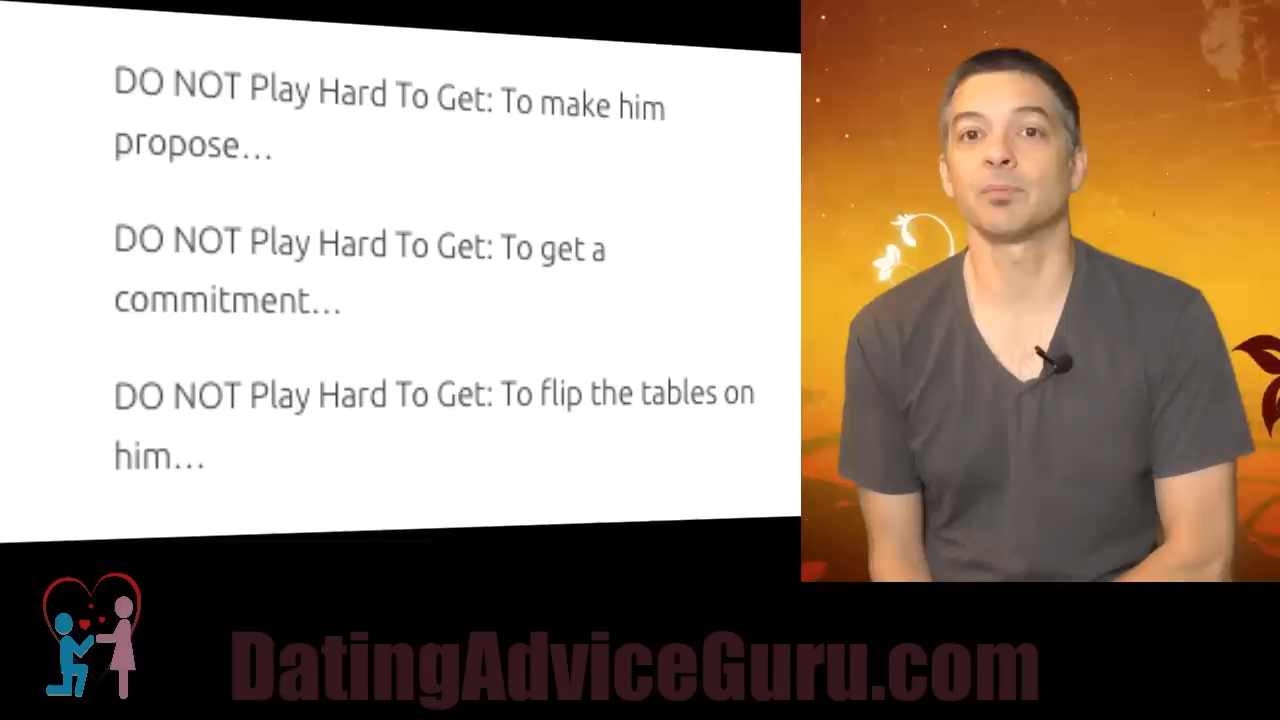 DO NOT Play Hard To Get: To make him
propose...
DO NOT Play Hard To Get: To get a
commitment...
DO NOT Play Hard To Get: To flip the tables on
him...
DatingAdviceGuru.com